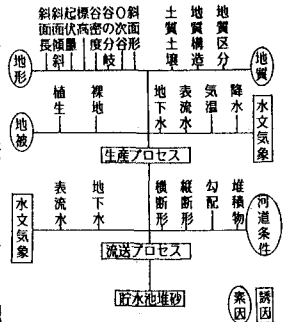 斜面長
斜面傾斜
起伏量
標高
谷密度
谷の分岐
0次谷
斜面形
土質土壌
地質構造
地質区分
地形
地質
植生
裸地
地下水
表流水
気温
降水
地被
水文気象
生産プロセス
表流水
地下水
横断形
縦断形
勾配
堆積物
水文気象
河道条件
流送プロセス
貯水池堆砂
素因
誘因